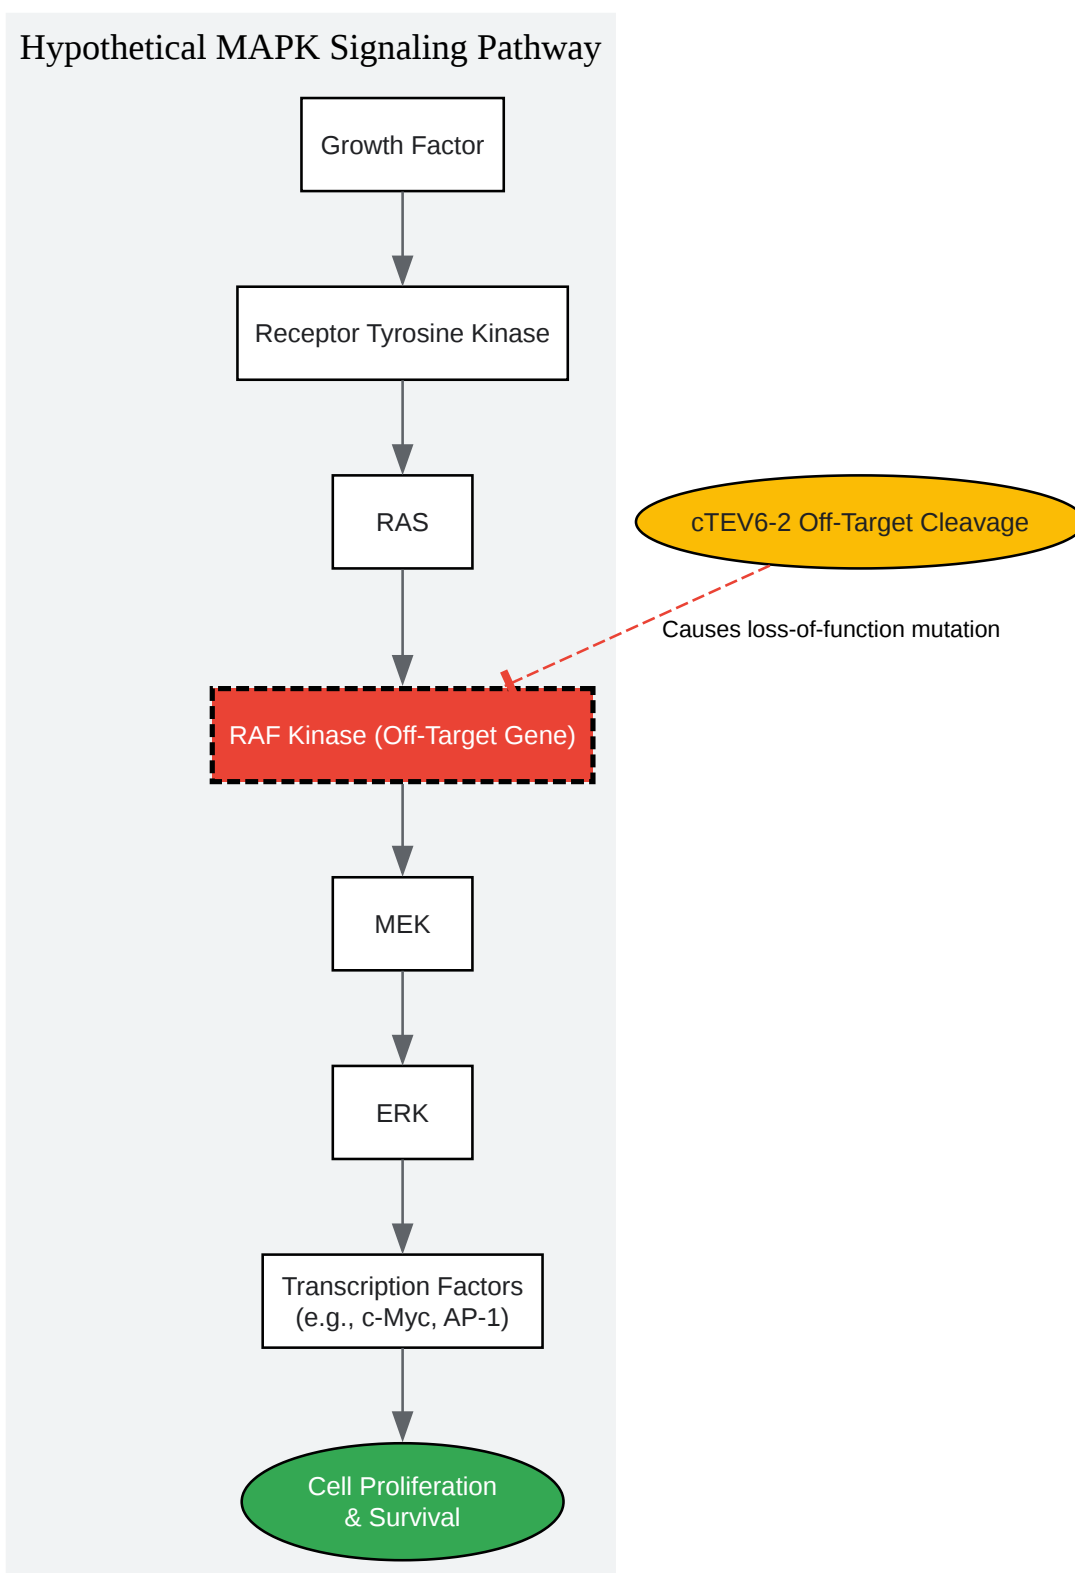 Hypothetical MAPK Signaling Pathway
Growth Factor
Receptor Tyrosine Kinase
RAS
cTEV6-2 Off-Target Cleavage
Causes loss-of-function mutation
RAF Kinase (Off-Target Gene)
MEK
ERK
Transcription Factors
(e.g., c-Myc, AP-1)
Cell Proliferation
& Survival